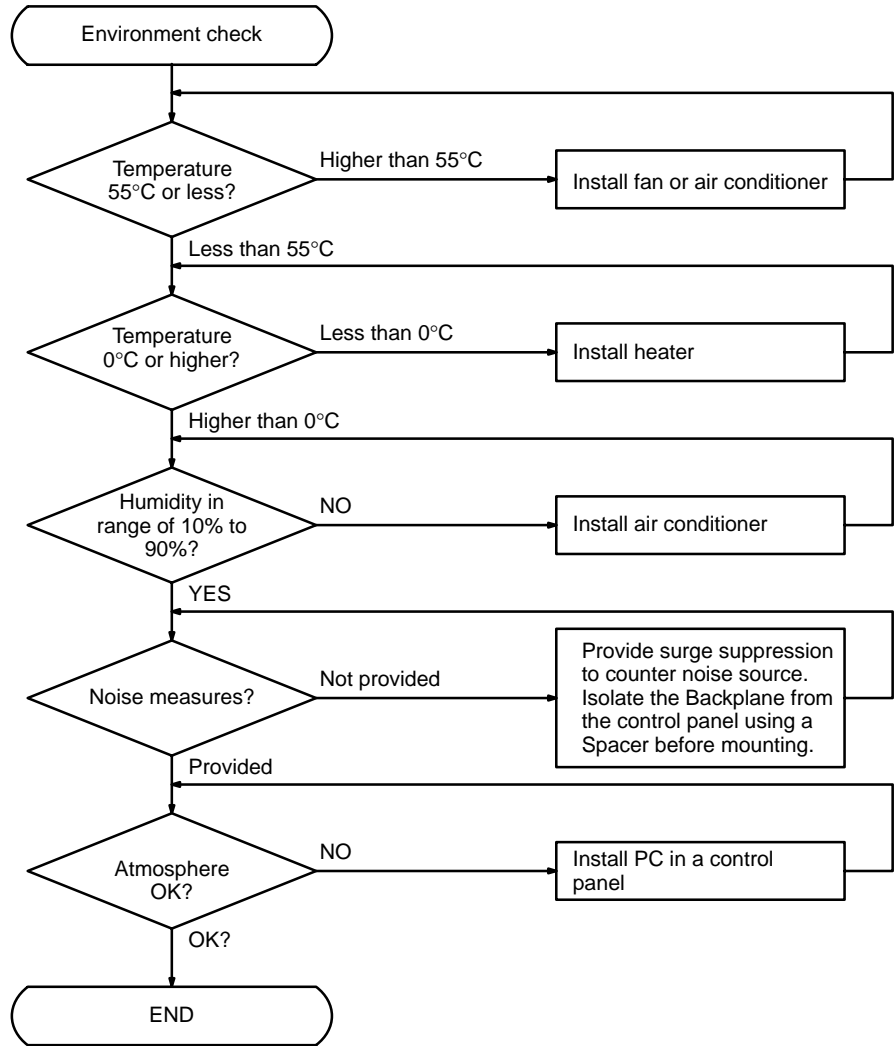 Environment check
Temperature
55°C or less?
Higher than 55°C
Install fan or air conditioner
Less than 55°C
Temperature
0°C or higher?
Less than 0°C
Install heater
Higher than 0°C
Humidity in
range of 10% to
90%?
NO
Install air conditioner
YES
Noise measures?
Not provided
Provide surge suppression
to counter noise source.
Isolate the Backplane from
the control panel using a
Spacer before mounting.
Provided
Atmosphere
OK?
NO
Install PC in a control
panel
OK?
END